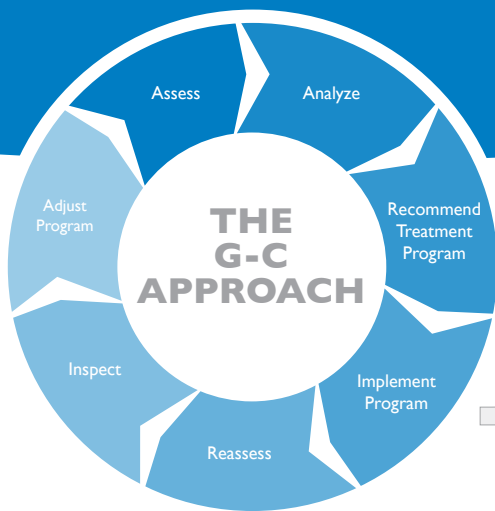 Assess
Analyze
Recommend
Treatment
Program
Implement
Program
Reassess
Inspect
Adjust
Program
THE
G-C
APPROACH